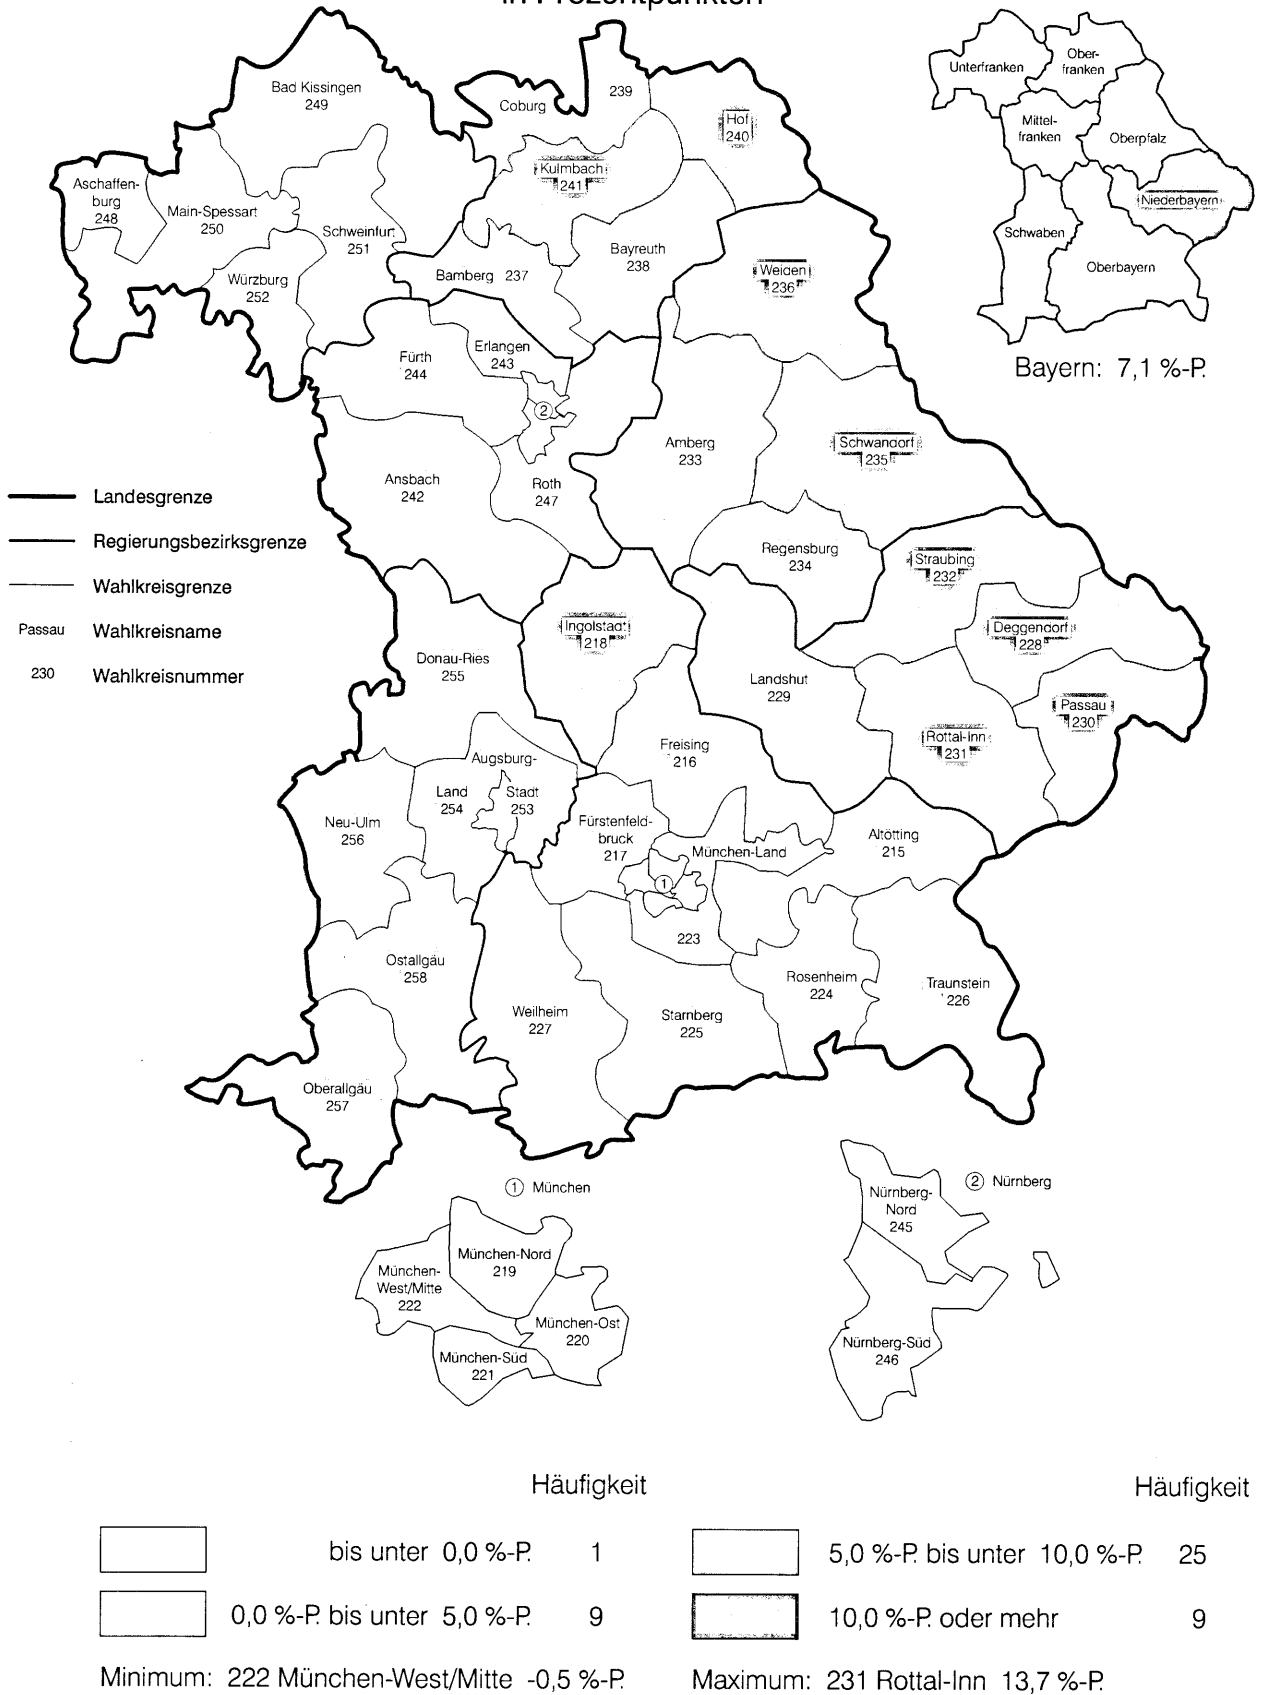 in Prozentpunkten
Bad Kissingen
249
Coburg
239
Hof
240
Kulmbach
241
Aschaffen-
burg
248
Main-Spessart
250
Schweinfurt
251
Würzburg
252
Bamberg 237
Bayreuth
238
Weiden
236
Fürth
244
Erlangen
243
2
Amberg
233
Schwandorf
235
Ansbach
242
Roth
247
Regensburg
234
Straubing
232
Ingolstadt
218
Deggendorf
228
Donau-Ries
255
Landshut
229
Passau
230
Rottal-Inn
231
Freising
216
Augsburg-
Land
254
Stadt
253
Neu-Ulm
256
Fürstenfeld-
bruck
217
München-Land
Altötting
215
1
223
Ostallgäu
258
Rosenheim
224
Traunstein
226
Weilheim
227
Starnberg
225
Oberallgäu
257
Unterfranken
Ober-
franken
Mittel-
franken
Oberpfalz
Niederbayern
Schwaben
Oberbayern
Bayern: 7,1 %-P.
Landesgrenze
Regierungsbezirksgrenze
Wahlkreisgrenze
Passau Wahlkreisname
230 Wahlkreisnummer
1 München
München-Nord
219
München-
West/Mitte
222
München-Ost
220
München-Süd
221
2 Nürnberg
Nürnberg-
Nord
245
Nürnberg-Süd
246
Häufigkeit
bis unter 0,0 %-P. 1
0,0 %-P. bis unter 5,0 %-P. 9
Minimum: 222 München-West/Mitte -0,5 %-P.
Häufigkeit
5,0 %-P. bis unter 10,0 %-P. 25
10,0 %-P. oder mehr 9
Maximum: 231 Rottal-Inn 13,7 %-P.